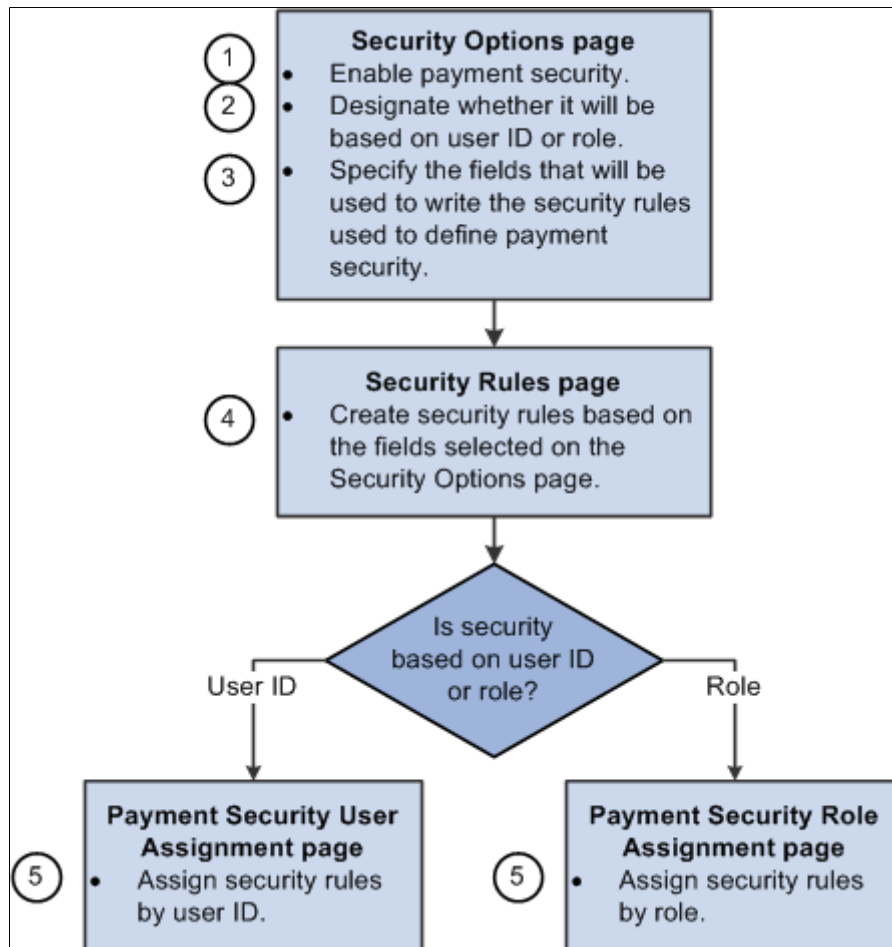 Security Options page
1
• Enable payment security.
2
• Designate whether it will be
based on user ID or role.
3
• Specify the fields that will be
used to write the security rules
used to define payment
security.
Security Rules page
4
• Create security rules based on
the fields selected on the
Security Options page.
Is security
based on user ID
or role?
User ID
Role
Payment Security User
Assignment page
5
• Assign security rules
by user ID.
Payment Security Role
Assignment page
5
• Assign security rules
by role.